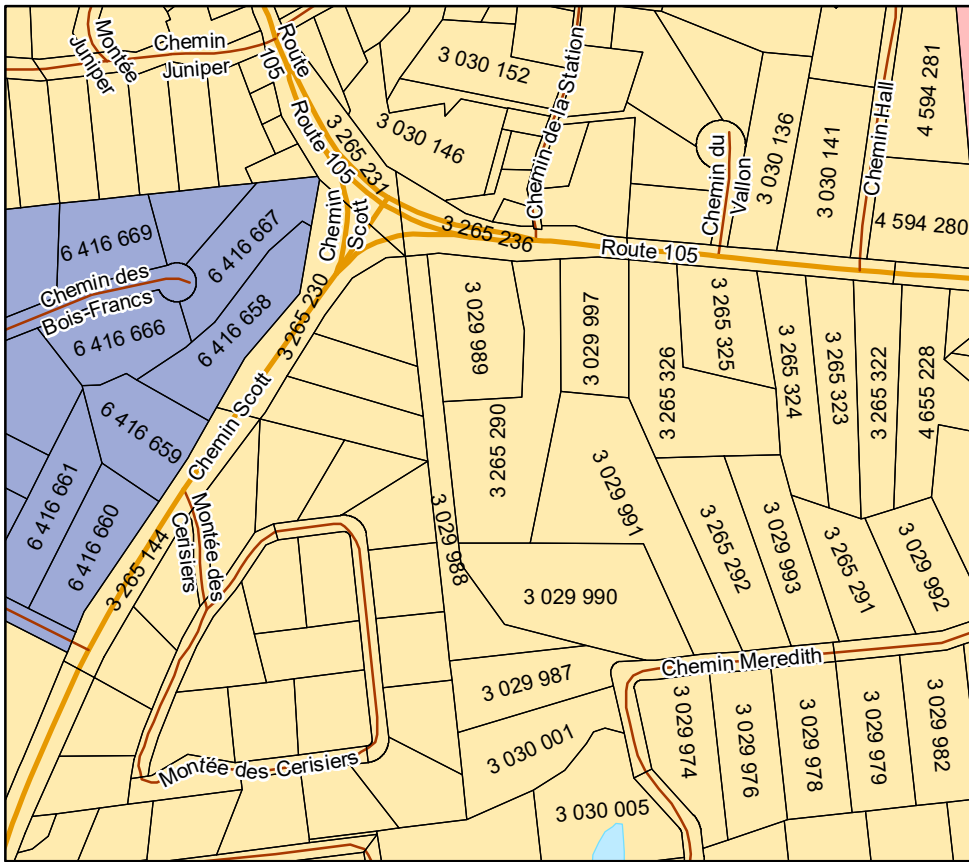 Montée
Juniper
Chemin
Juniper
Route
105
Route 105
3 265 231
3 030 152
3 030 146
Chemin-de-la-Station
Chemin du
Vallon
3 030 136
3 030 141
Chemin-Hall
4 594 281
4 594 280
Chemin
Scott
3 265 236
Route 105
6 416 669
6 416 667
Chemin des
Bois-Francs
6 416 666
6 416 658
3 265 230
3 029 989
3 029 997
3 265 326
3 265 325
3 265 324
3 265 323
3 265 322
4 655 228
Chemin Scott
6 416 659
3 265 290
3 029 991
6 416 661
6 416 660
3 265 144
Montée des
Cerisiers
3 029 988
3 265 292
3 029 993
3 265 291
3 029 992
3 029 990
Chemin Meredith
3 029 987
3 030 001
3 029 974
3 029 976
3 029 978
3 029 979
3 029 982
Montée des Cerisiers
3 030 005